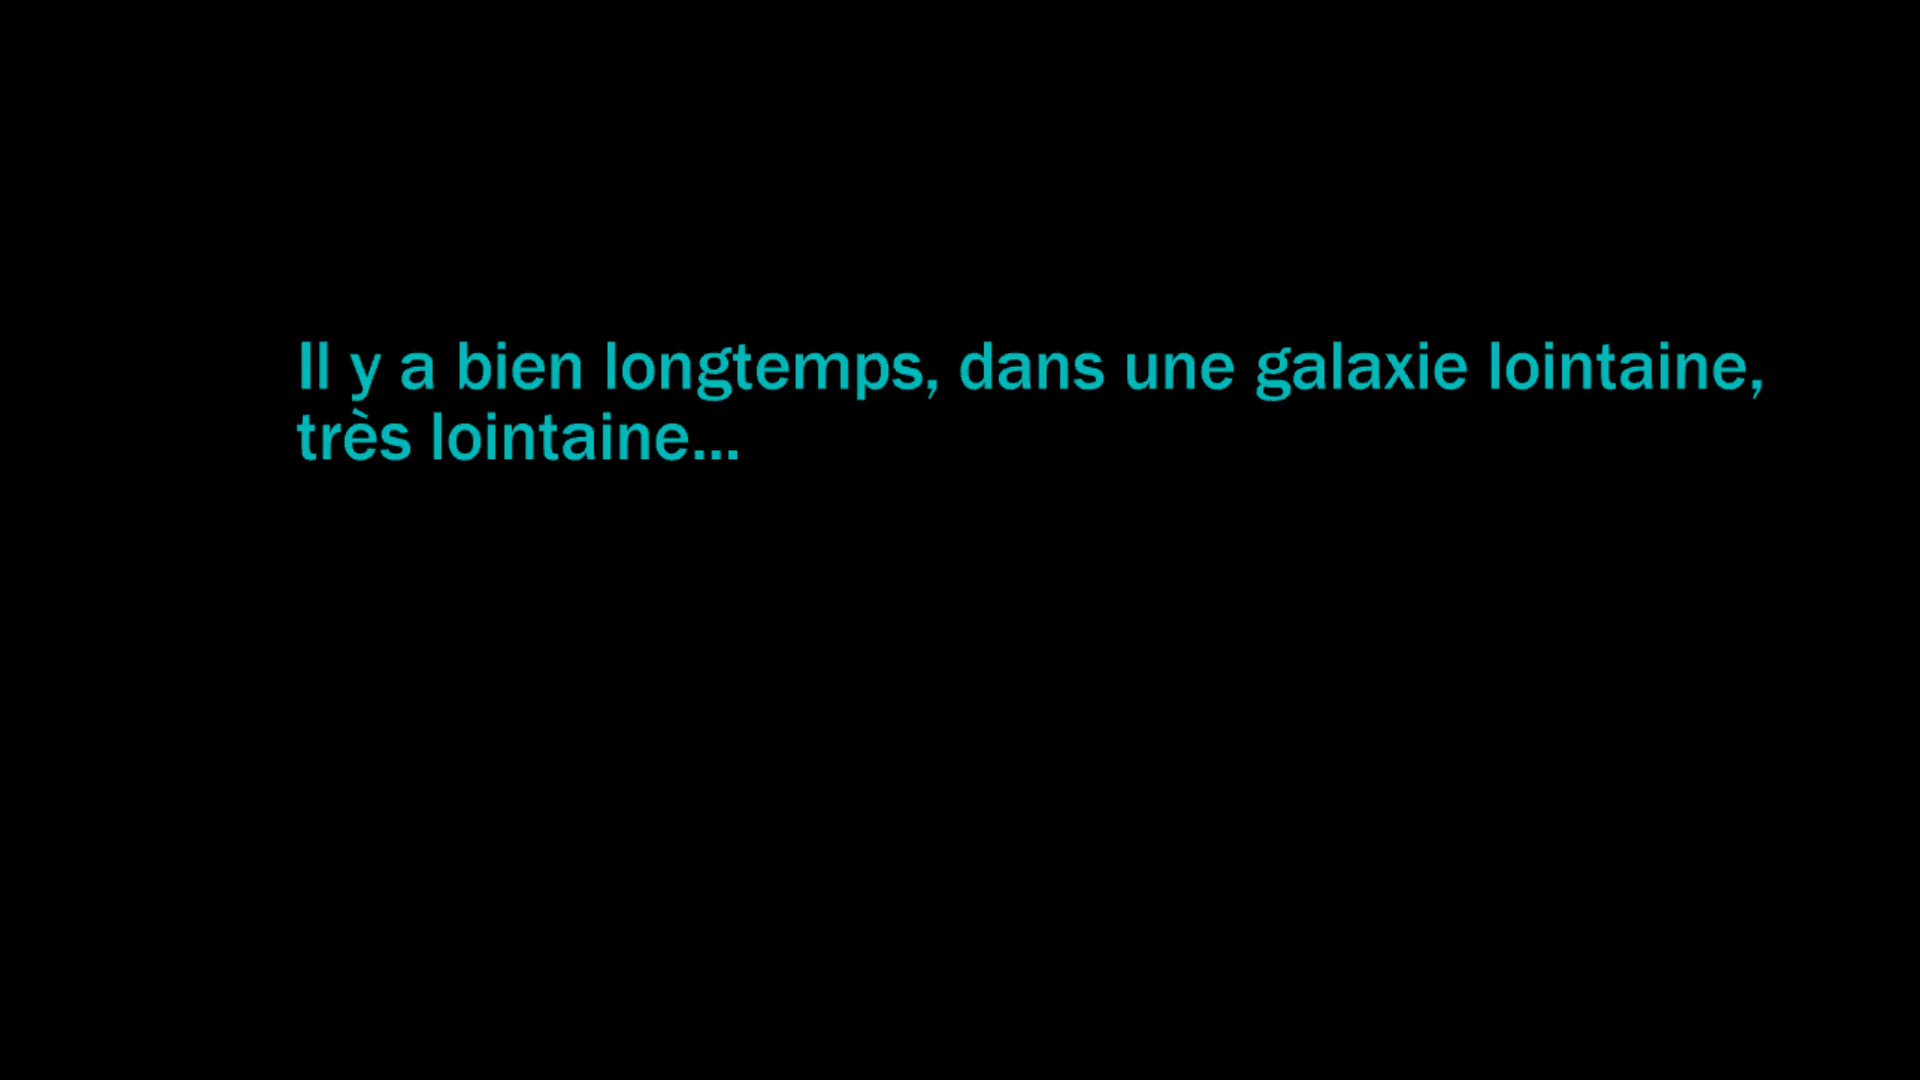 Il y a bien longtemps, dans une galaxie lointaine,
très lointaine...